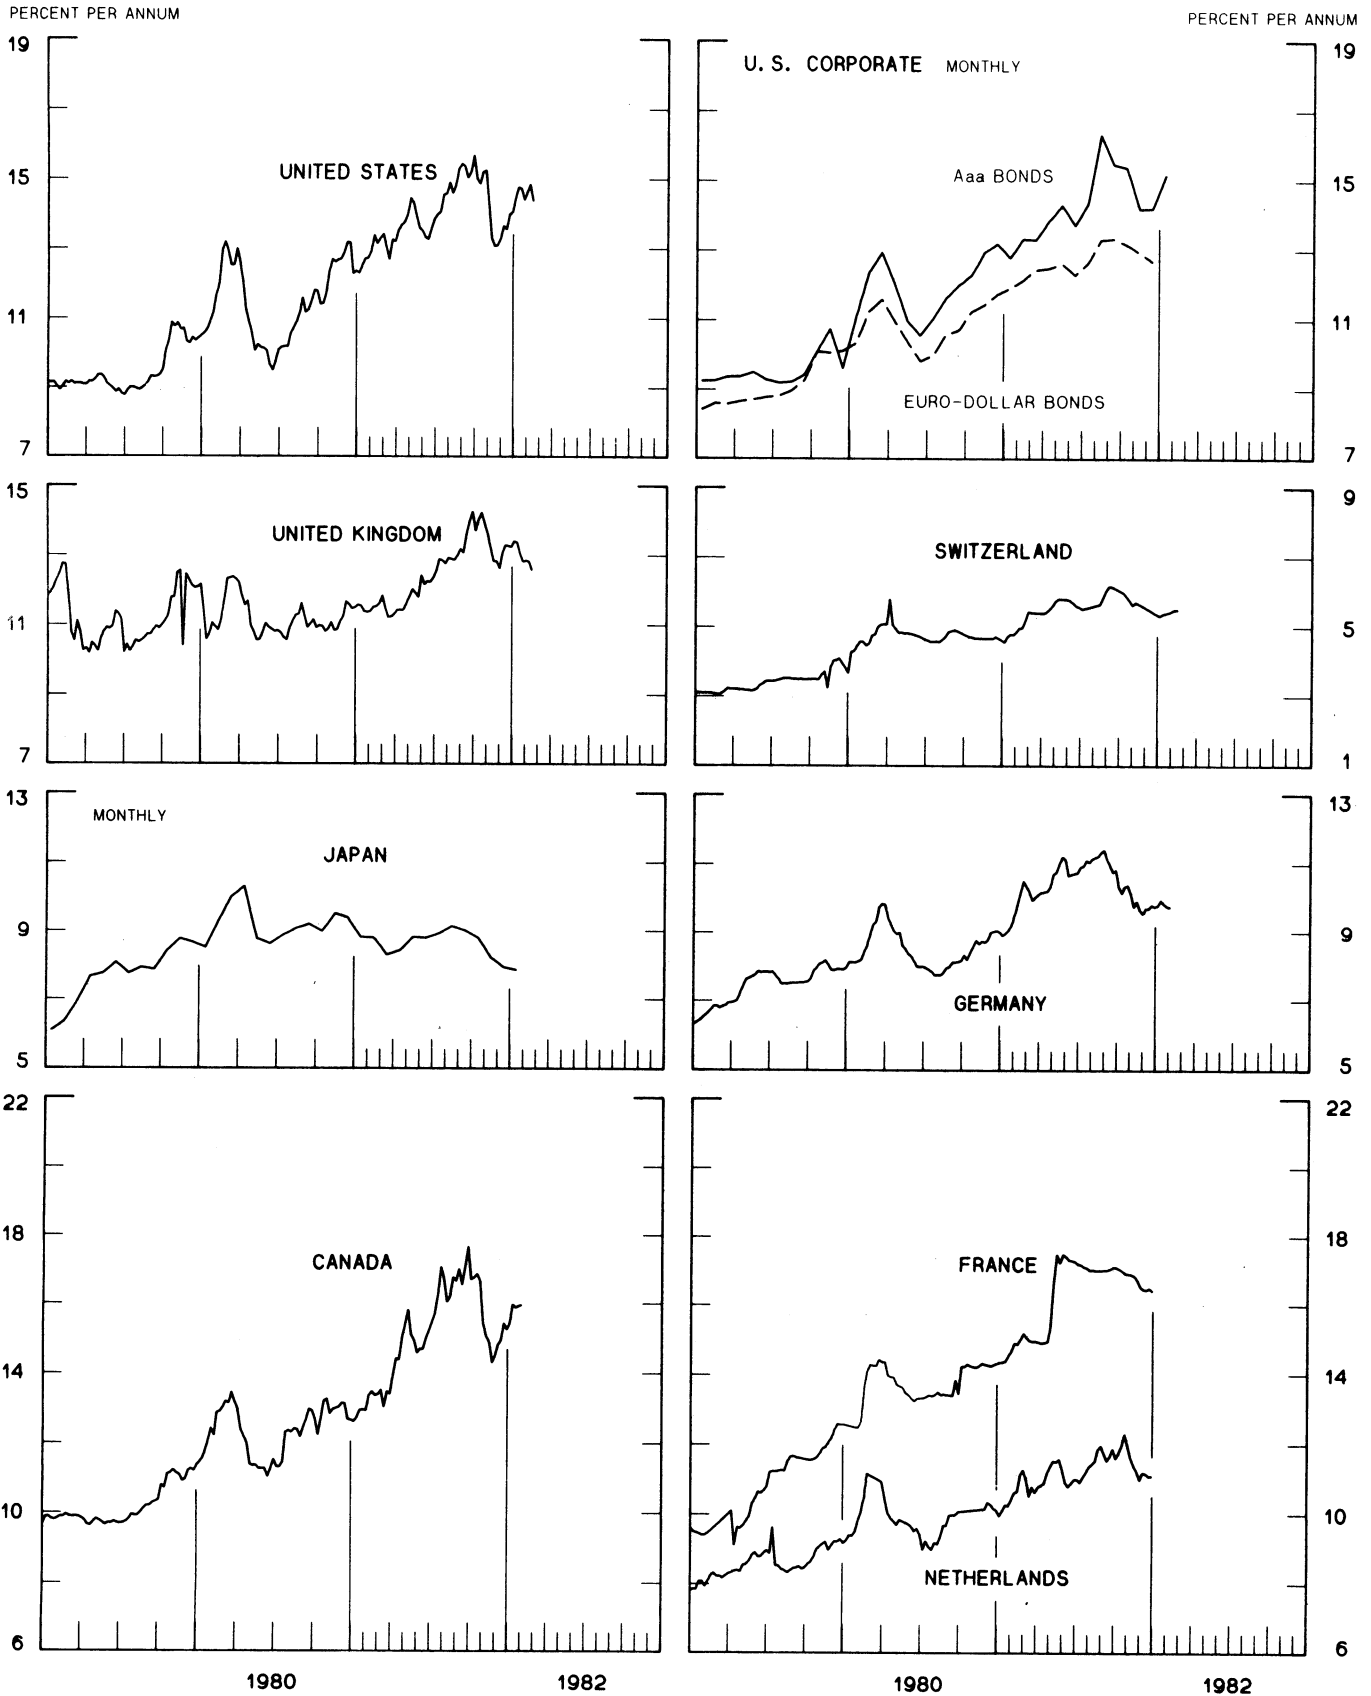 PERCENT PER ANNUM
PERCENT PER ANNUM
19
15
11
7
UNITED STATES
U. S. CORPORATE MONTHLY
Aaa BONDS
EURO-DOLLAR BONDS
19
15
11
7
15
11
7
UNITED KINGDOM
SWITZERLAND
9
5
1
13
9
5
MONTHLY
JAPAN
GERMANY
13
9
5
22
18
14
10
6
CANADA
FRANCE
NETHERLANDS
22
18
14
10
6
1980
1982
1980
1982